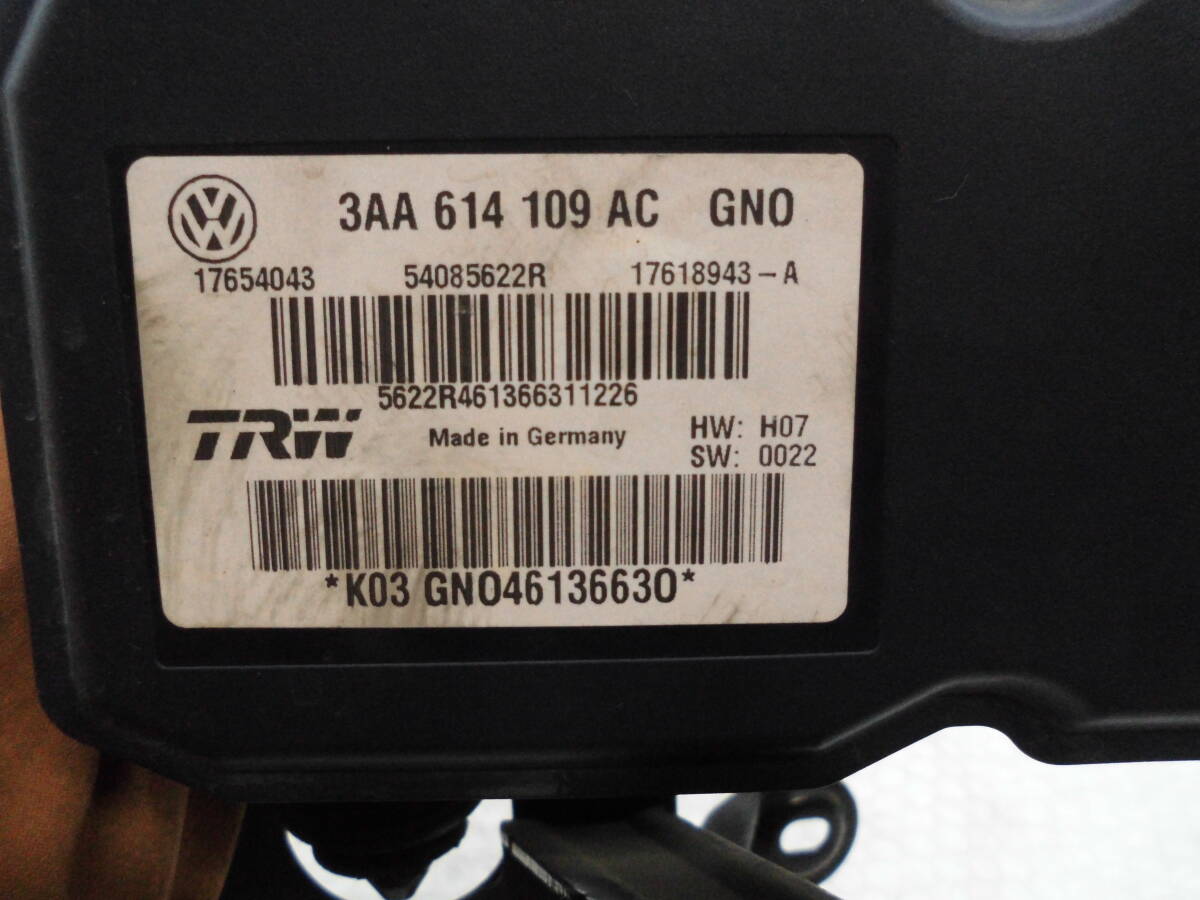 3AA 614 109 AC GNO
17654043 54085622R 17618943-A
5622R461366311226
TRW Made in Germany HW: H07
SW: 0022
*K03 GNO46136630*